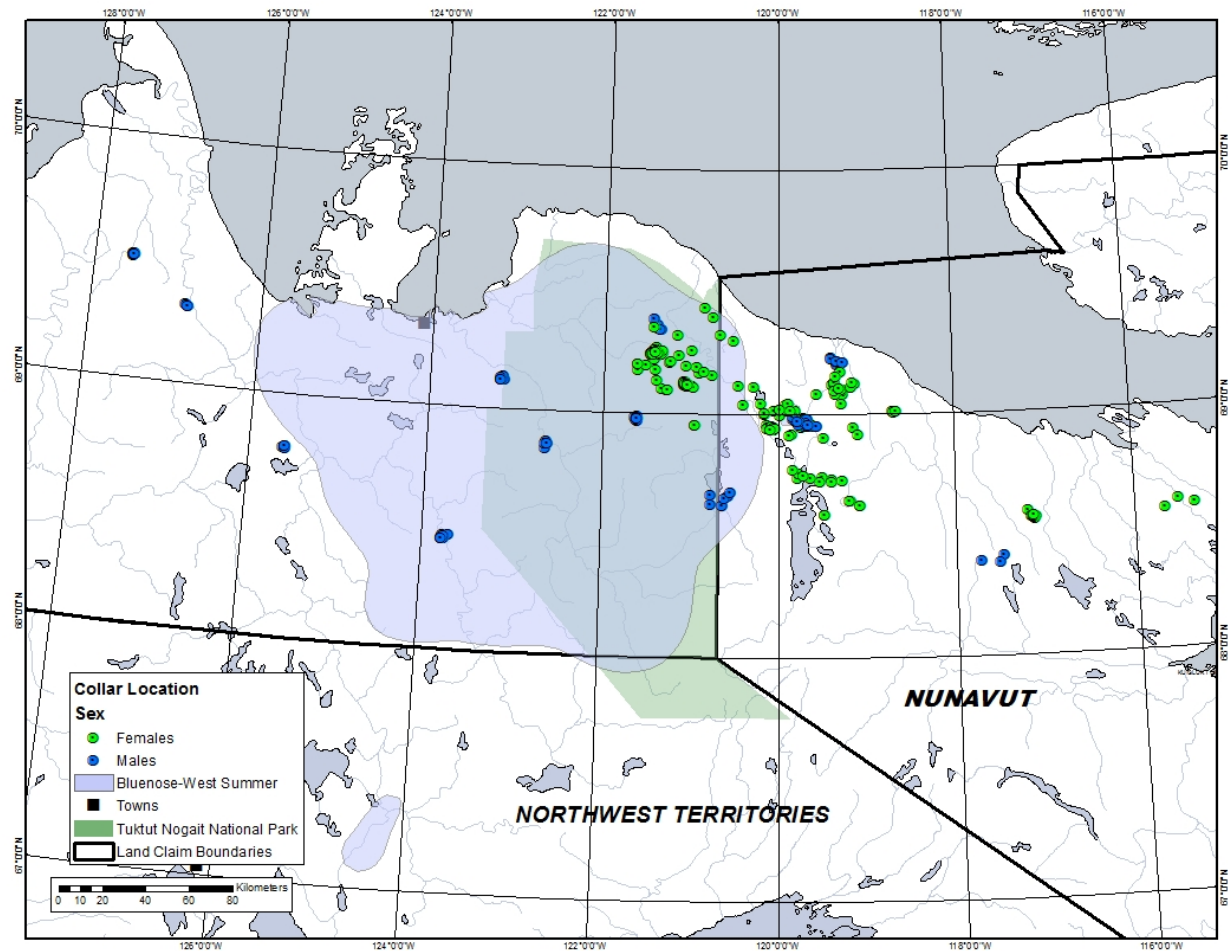 128°0'0"W 126°0'0"W 124°0'0"W 122°0'0"W 120°0'0"W 118°0'0"W 116°0'0"W
70°0'0"N
70°0'0"N
69°0'0"N
69°0'0"N
68°0'0"N
68°0'0"N
67°0'0"N
67°0'0"N
NUNAVUT
NORTHWEST TERRITORIES
Collar Location
Sex
Females
Males
Bluenose-West Summer
Towns
Tuktut Nogait National Park
Land Claim Boundaries
Kilometers
0 10 20 40 60 80
126°0'0"W 124°0'0"W 122°0'0"W 120°0'0"W 118°0'0"W 116°0'0"W